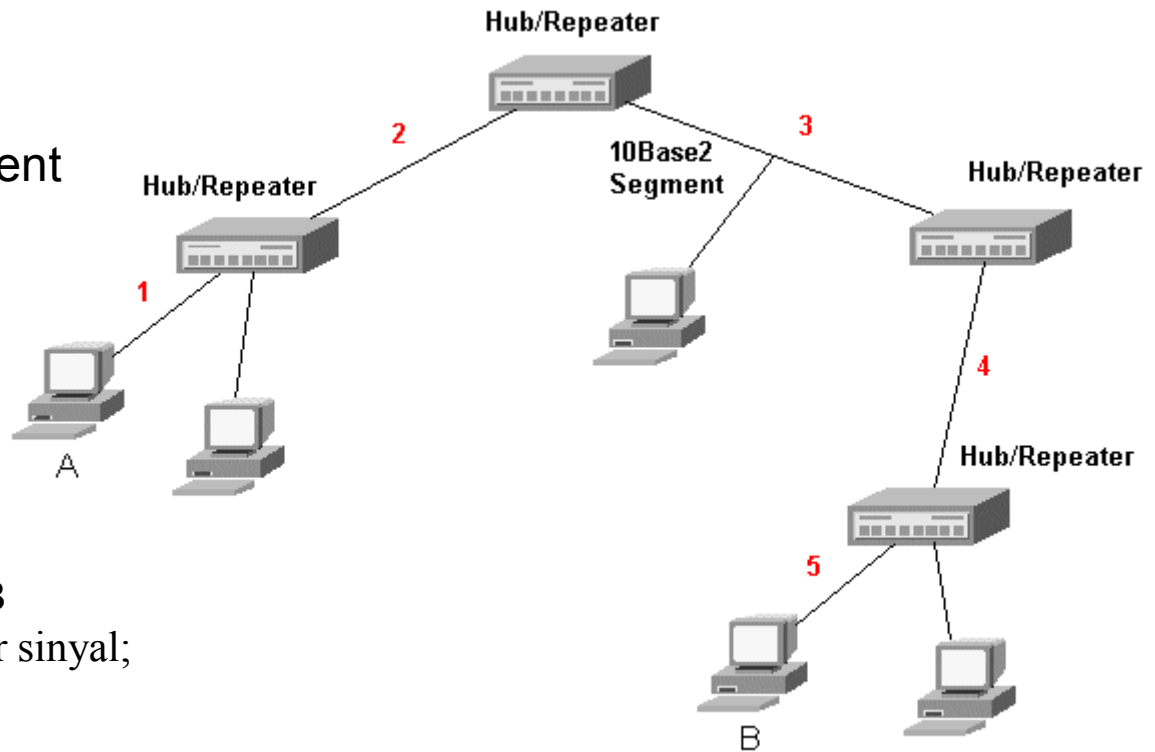 Hub/Repeater
2
3
10Base2
Segment
ent
Hub/Repeater
Hub/Repeater
1
4
A
Hub/Repeater
5
B
r sinyal;
B